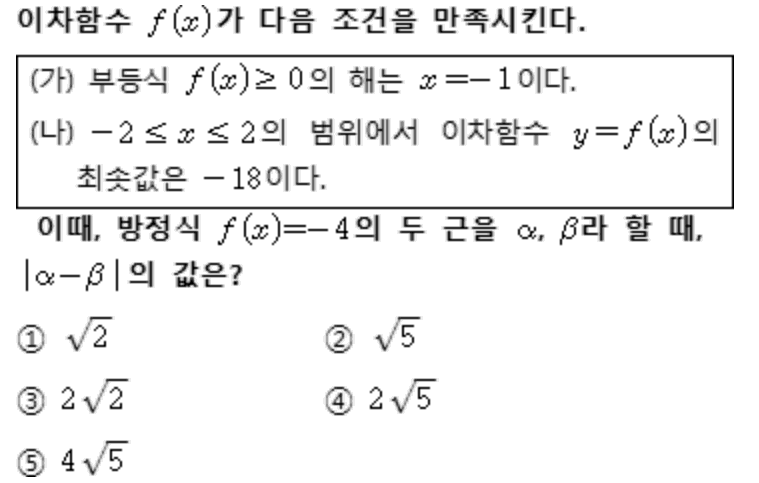 이차함수 f(x)가 다음 조건을 만족시킨다.
(가) 부등식 f(x)≥0의 해는 x=-1이다.
(나) -2≤x≤2의 범위에서 이차함수 y=f(x)의
최솟값은 -18이다.
이때, 방정식 f(x)=-4의 두 근을 α, β라 할 때,
|α-β|의 값은?
① √2 ② √5
③ 2√2 ④ 2√5
⑤ 4√5